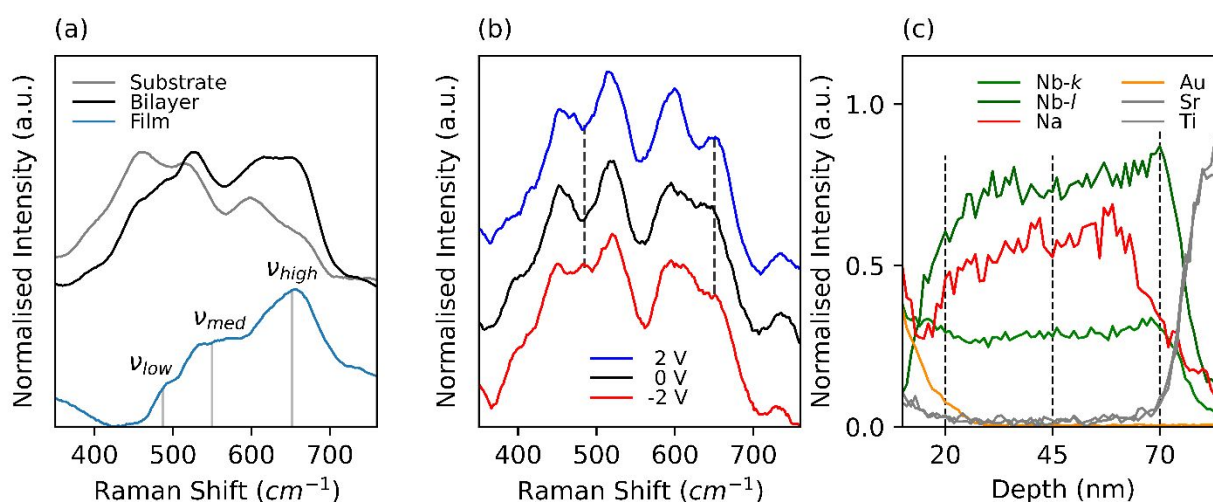 (a)
Normalised Intensity (a.u.)
Substrate
Bilayer
Film
ν_low
ν_med
ν_high
400 500 600 700
Raman Shift (cm⁻¹)
(b)
Normalised Intensity (a.u.)
2 V
0 V
-2 V
400 500 600 700
Raman Shift (cm⁻¹)
(c)
Normalised Intensity (a.u.)
1.0
0.5
0.0
Nb-k
Nb-l
Na
Au
Sr
Ti
20 45 70
Depth (nm)